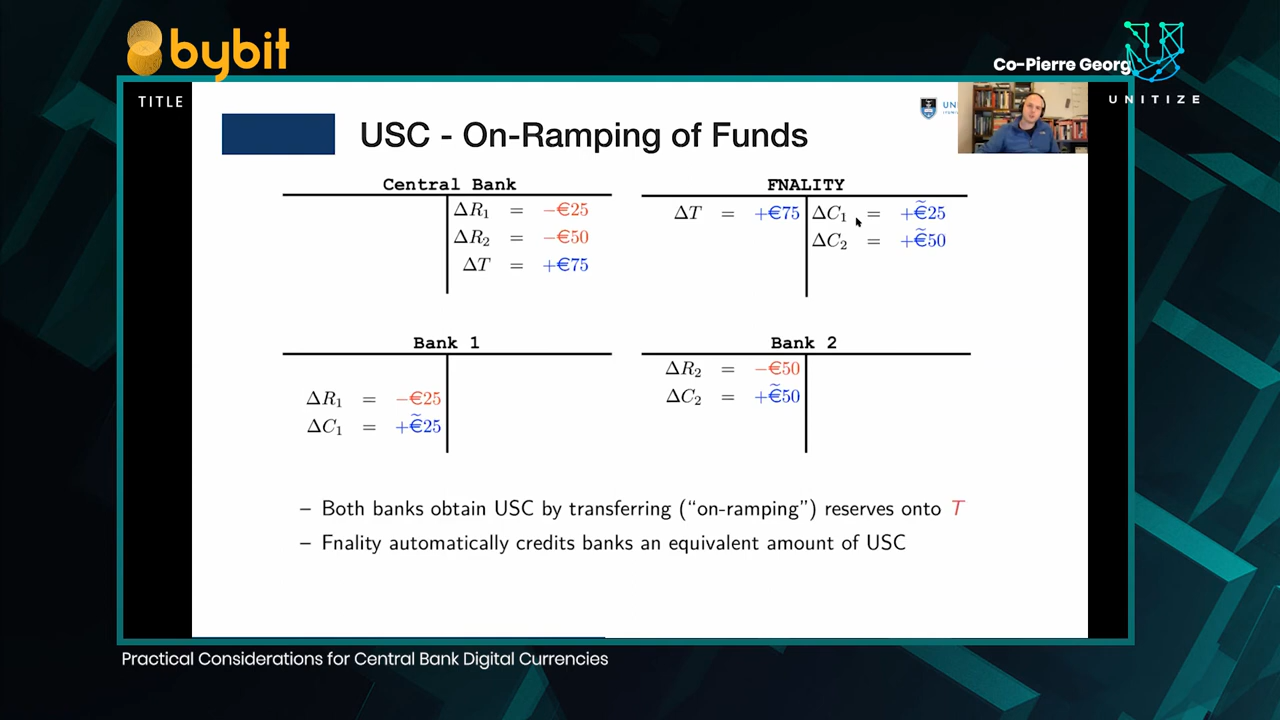 bybit
Co-Pierre Georg
UNITIZE
TITLE
UNI
USC - On-Ramping of Funds
Central Bank
ΔR₁ = −€25
ΔR₂ = −€50
ΔT = +€75
FNALITY
ΔT = +€75 ΔC₁ = +€̃25
ΔC₂ = +€̃50
Bank 1
ΔR₁ = −€25
ΔC₁ = +€̃25
Bank 2
ΔR₂ = −€50
ΔC₂ = +€̃50
– Both banks obtain USC by transferring (“on-ramping”) reserves onto T
– Fnality automatically credits banks an equivalent amount of USC
Practical Considerations for Central Bank Digital Currencies